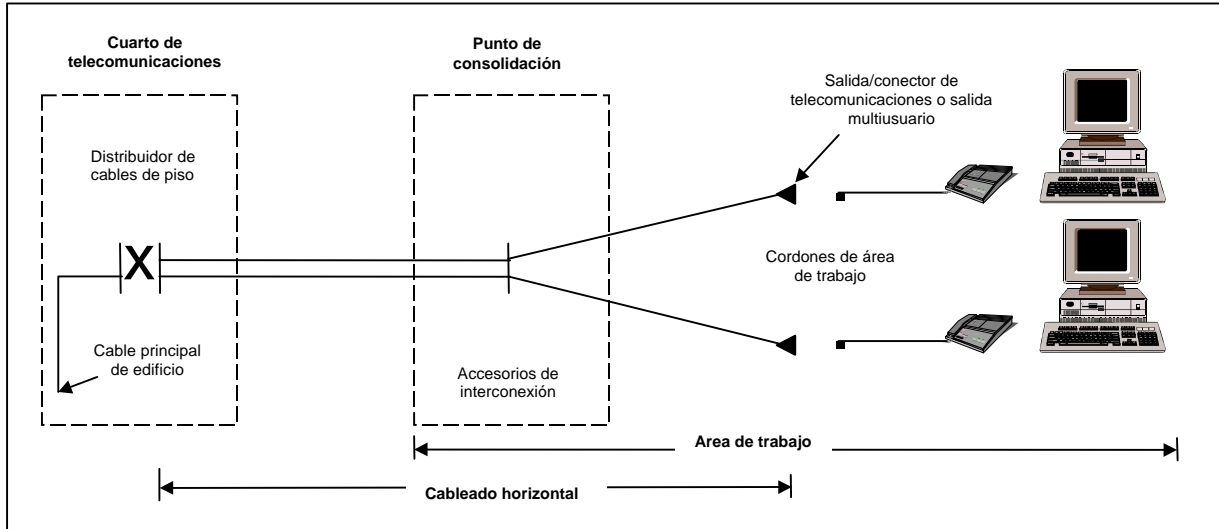 Cuarto de
telecomunicaciones
Punto de
consolidación
Salida/conector de
telecomunicaciones o salida
multiusuario
Distribuidor de
cables de piso
X
Cordones de área
de trabajo
Cable principal
de edificio
Accesorios de
interconexión
Area de trabajo
Cableado horizontal